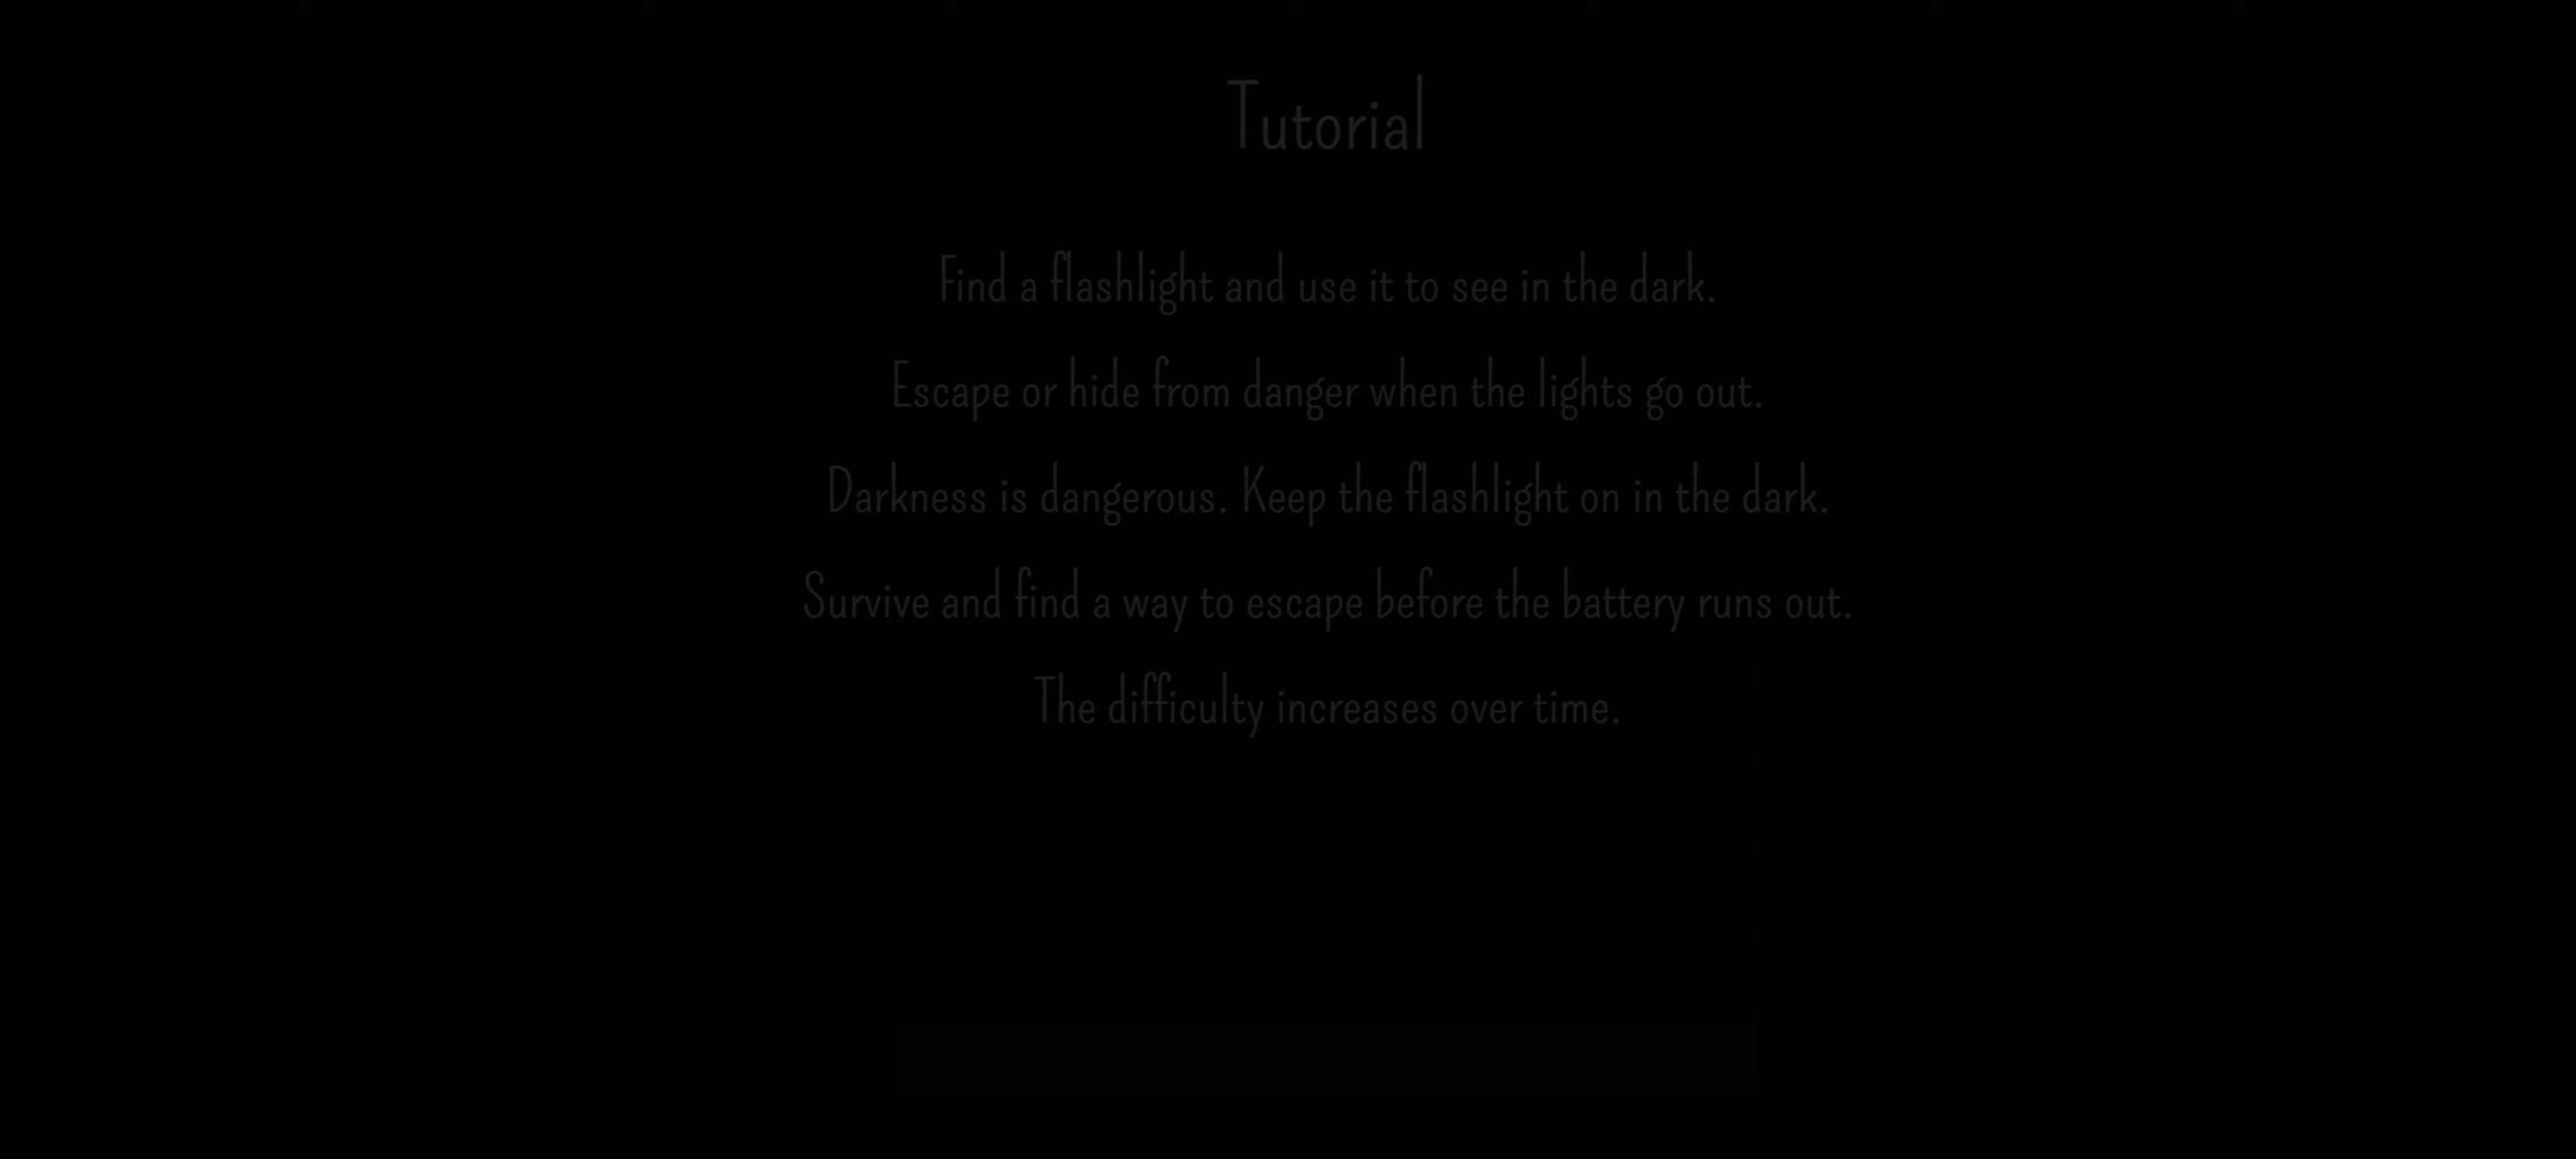 Tutorial
Find a flashlight and use it to see in the dark.
Escape or hide from danger when the lights go out.
Darkness is dangerous. Keep the flashlight on in the dark.
Survive and find a way to escape before the battery runs out.
The difficulty increases over time.